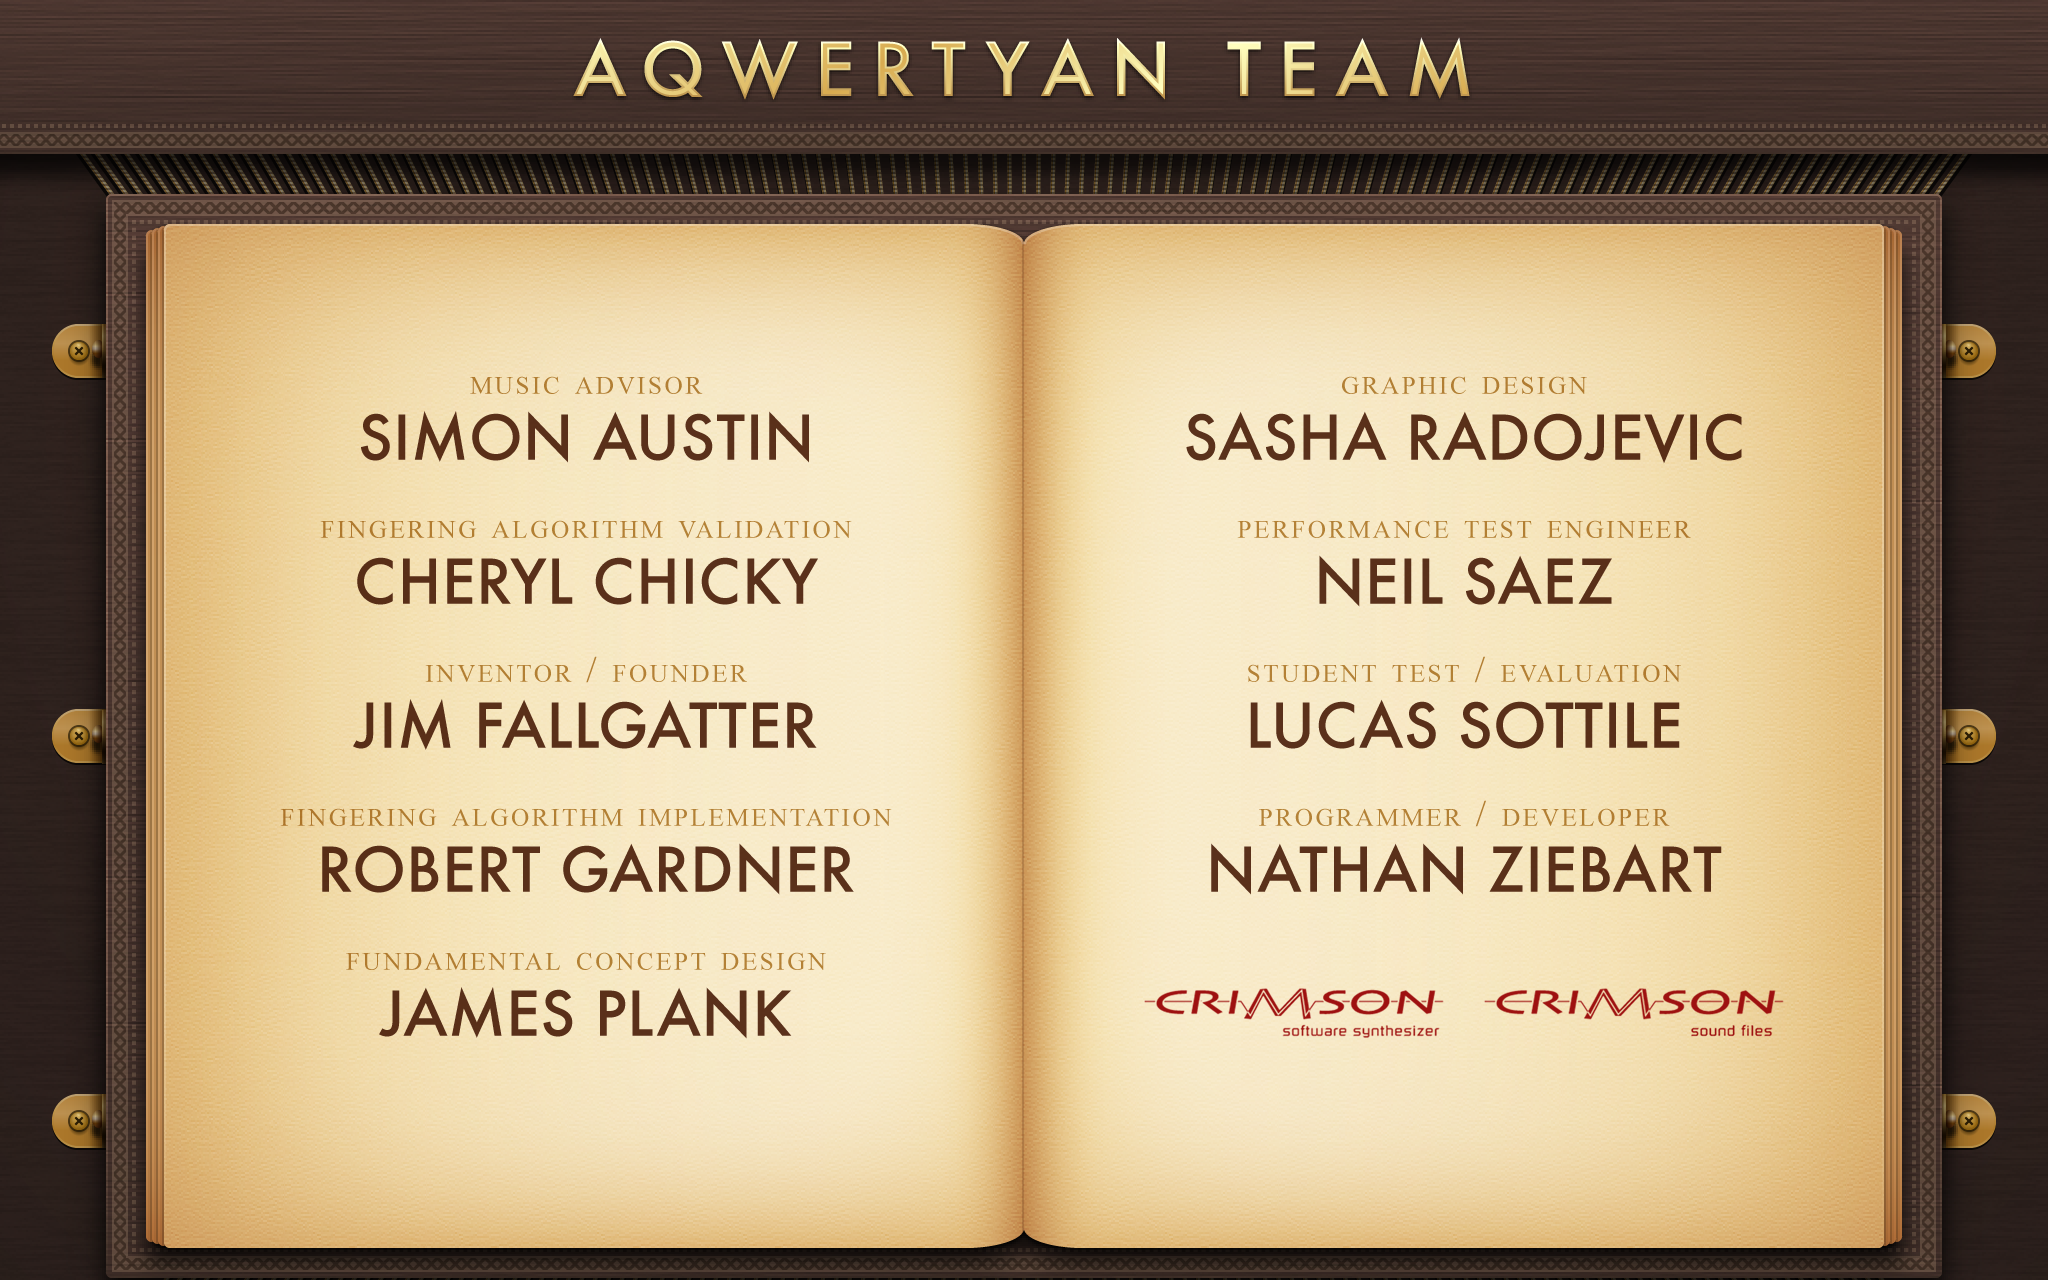 AQWERTYAN TEAM
MUSIC ADVISOR
SIMON AUSTIN
FINGERING ALGORITHM VALIDATION
CHERYL CHICKY
INVENTOR / FOUNDER
JIM FALLGATTER
FINGERING ALGORITHM IMPLEMENTATION
ROBERT GARDNER
FUNDAMENTAL CONCEPT DESIGN
JAMES PLANK
GRAPHIC DESIGN
SASHA RADOJEVIC
PERFORMANCE TEST ENGINEER
NEIL SAEZ
STUDENT TEST / EVALUATION
LUCAS SOTTILE
PROGRAMMER / DEVELOPER
NATHAN ZIEBART
CRIMSON
software synthesizer
CRIMSON
sound files